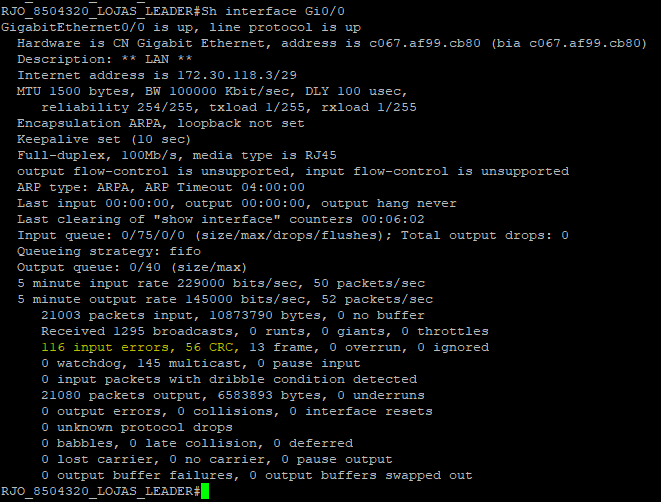 RJO_8504320_LOJAS_LEADER#Sh interface Gi0/0
GigabitEthernet0/0 is up, line protocol is up
Hardware is CN Gigabit Ethernet, address is c067.af99.cb80 (bia c067.af99.cb80)
Description: ** LAN **
Internet address is 172.30.118.3/29
MTU 1500 bytes, BW 100000 Kbit/sec, DLY 100 usec,
reliability 254/255, txload 1/255, rxload 1/255
Encapsulation ARPA, loopback not set
Keepalive set (10 sec)
Full-duplex, 100Mb/s, media type is RJ45
output flow-control is unsupported, input flow-control is unsupported
ARP type: ARPA, ARP Timeout 04:00:00
Last input 00:00:00, output 00:00:00, output hang never
Last clearing of "show interface" counters 00:06:02
Input queue: 0/75/0/0 (size/max/drops/flushes); Total output drops: 0
Queueing strategy: fifo
Output queue: 0/40 (size/max)
5 minute input rate 229000 bits/sec, 50 packets/sec
5 minute output rate 145000 bits/sec, 52 packets/sec
21003 packets input, 10873790 bytes, 0 no buffer
Received 1295 broadcasts, 0 runts, 0 giants, 0 throttles
116 input errors, 56 CRC, 13 frame, 0 overrun, 0 ignored
0 watchdog, 145 multicast, 0 pause input
0 input packets with dribble condition detected
21080 packets output, 6583893 bytes, 0 underruns
0 output errors, 0 collisions, 0 interface resets
0 unknown protocol drops
0 babbles, 0 late collision, 0 deferred
0 lost carrier, 0 no carrier, 0 pause output
0 output buffer failures, 0 output buffers swapped out
RJO_8504320_LOJAS_LEADER#